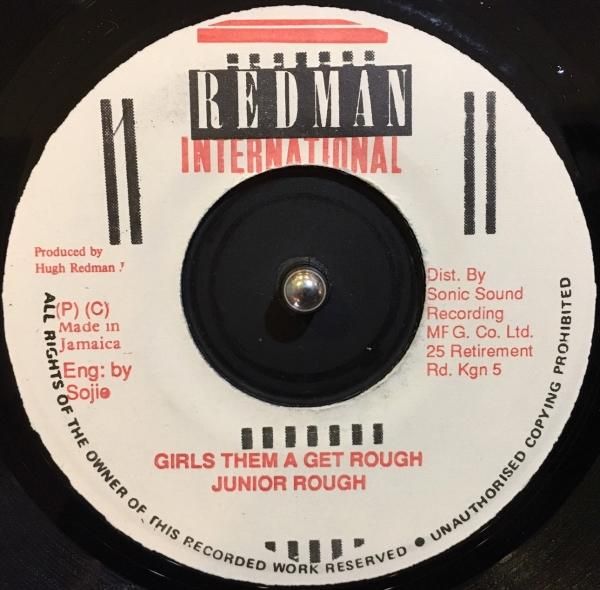 REDMAN
INTERNATIONAL
Produced by
Hugh Redman J
(P) (C)
Made in
Jamaica
Eng: by
Sojie
Dist. By
Sonic Sound
Recording
MFG. Co. Ltd.
25 Retirement
Rd. Kgn 5
GIRLS THEM A GET ROUGH
JUNIOR ROUGH
ALL RIGHTS OF THE OWNER OF THIS RECORDED WORK RESERVED ● UNAUTHORISED COPYING PROHIBITED